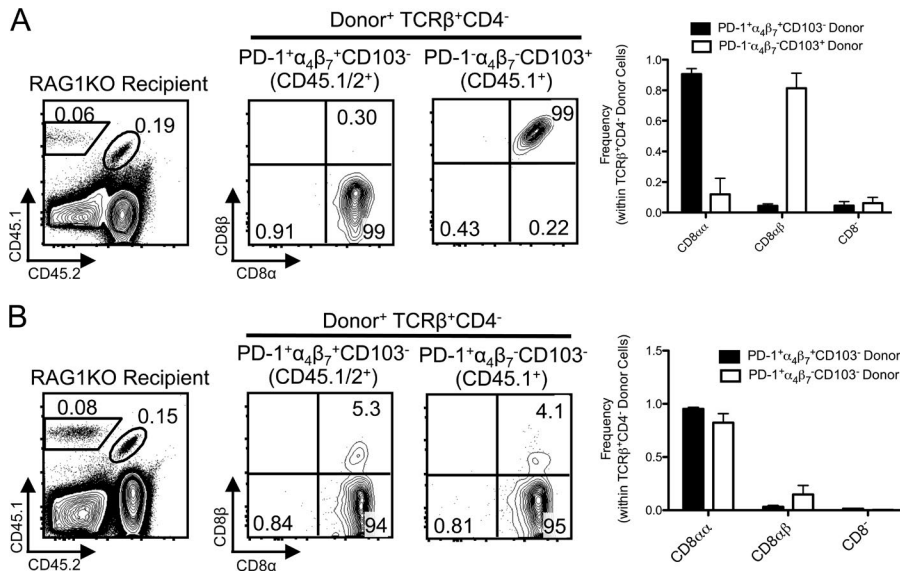 A
Donor⁺ TCRβ⁺CD4⁻
RAG1KO Recipient
PD-1⁺α₄β₇⁺CD103⁻
(CD45.1/2⁺)
PD-1⁻α₄β₇⁻CD103⁺
(CD45.1⁺)
0.06
0.19
CD45.1
CD45.2
0.30
0.91
99
CD8β
CD8α
99
0.43
0.22
PD-1⁺α₄β₇⁺CD103⁻ Donor
PD-1⁻α₄β₇⁻CD103⁺ Donor
Frequency
(within TCRβ⁺CD4⁻ Donor Cells)
1.0
0.8
0.6
0.4
0.2
0.0
CD8αα
CD8αβ
CD8⁻
B
Donor⁺ TCRβ⁺CD4⁻
RAG1KO Recipient
PD-1⁺α₄β₇⁺CD103⁻
(CD45.1/2⁺)
PD-1⁺α₄β₇⁻CD103⁻
(CD45.1⁺)
0.08
0.15
CD45.1
CD45.2
5.3
0.84
94
CD8β
CD8α
4.1
0.81
95
PD-1⁺α₄β₇⁺CD103⁻ Donor
PD-1⁺α₄β₇⁻CD103⁻ Donor
Frequency
(within TCRβ⁺CD4⁻ Donor Cells)
1.5
1.0
0.5
0.0
CD8αα
CD8αβ
CD8⁻